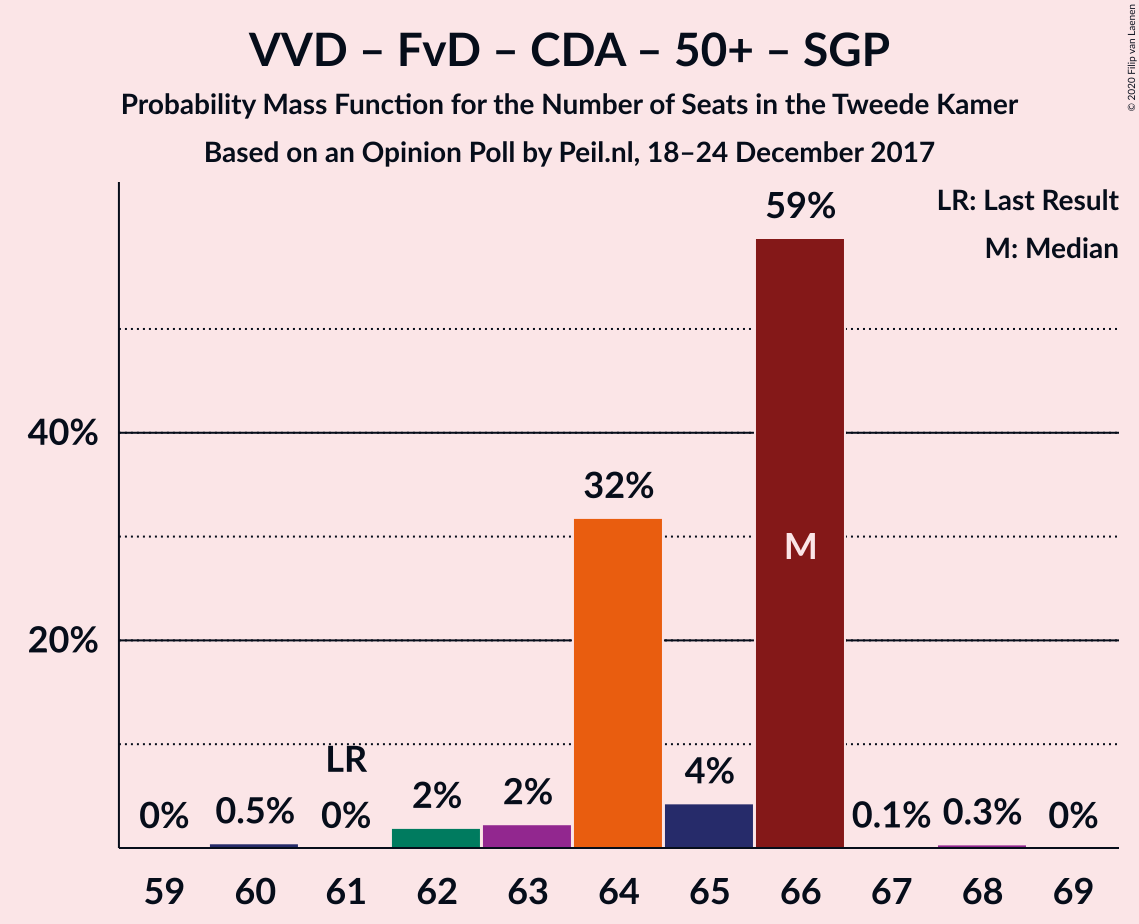 VVD – FvD – CDA – 50+ – SGP
Probability Mass Function for the Number of Seats in the Tweede Kamer
Based on an Opinion Poll by Peil.nl, 18–24 December 2017
© 2020 Filip van Laenen
LR: Last Result
M: Median
59%
40%
32%
M
20%
LR
4%
2%
2%
0%
0.5%
0%
0.1%
0.3%
0%
59 60 61 62 63 64 65 66 67 68 69